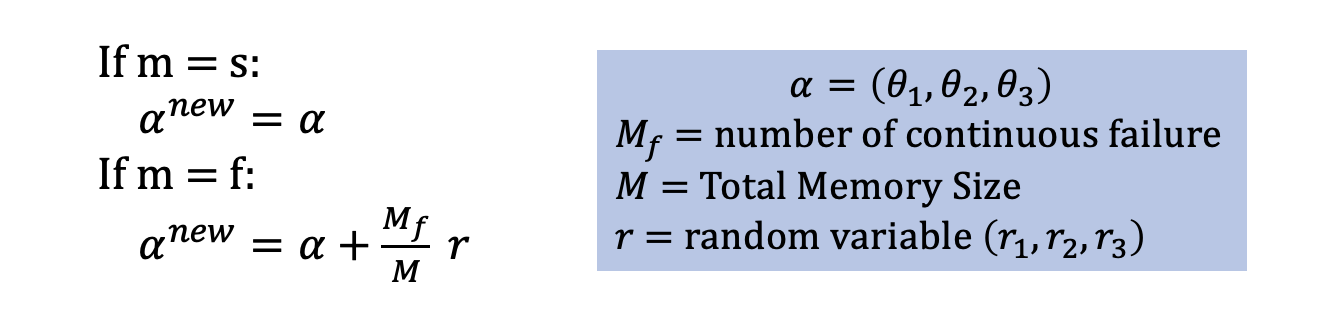 If m = s:
α^new = α
If m = f:
α^new = α + M_f/M r
α = (θ₁, θ₂, θ₃)
M_f = number of continuous failure
M = Total Memory Size
r = random variable (r₁, r₂, r₃)